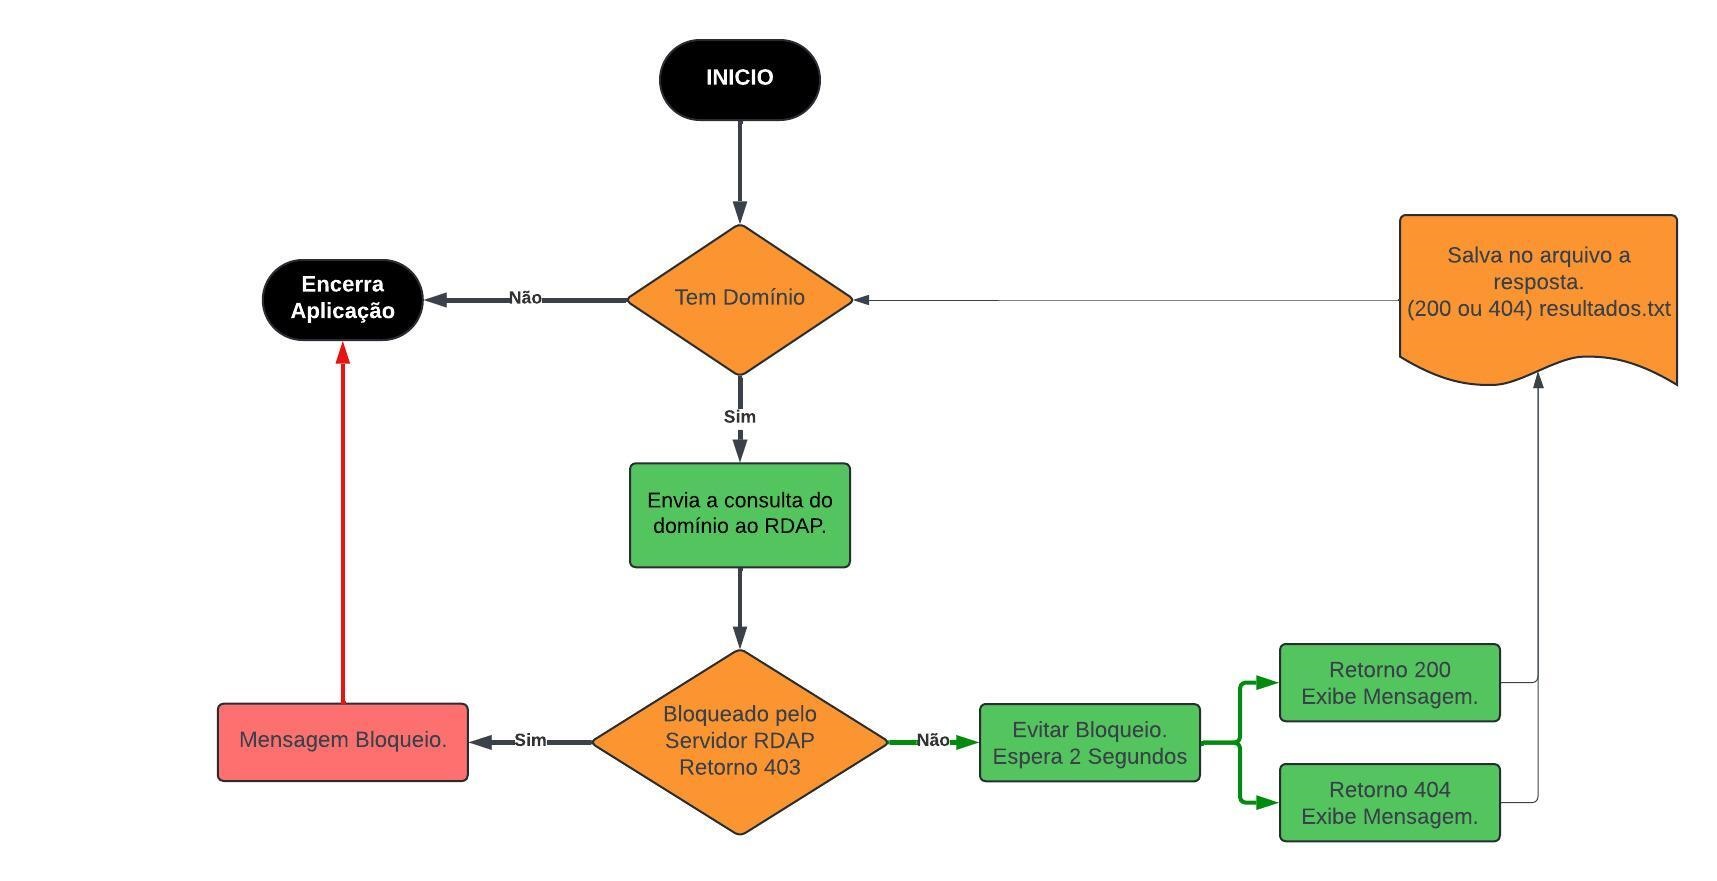 INICIO
Tem Domínio
Não
Encerra
Aplicação
Salva no arquivo a
resposta.
(200 ou 404) resultados.txt
Sim
Envia a consulta do
domínio ao RDAP.
Bloqueado pelo
Servidor RDAP
Retorno 403
Sim
Mensagem Bloqueio.
Não
Evitar Bloqueio.
Espera 2 Segundos
Retorno 200
Exibe Mensagem.
Retorno 404
Exibe Mensagem.